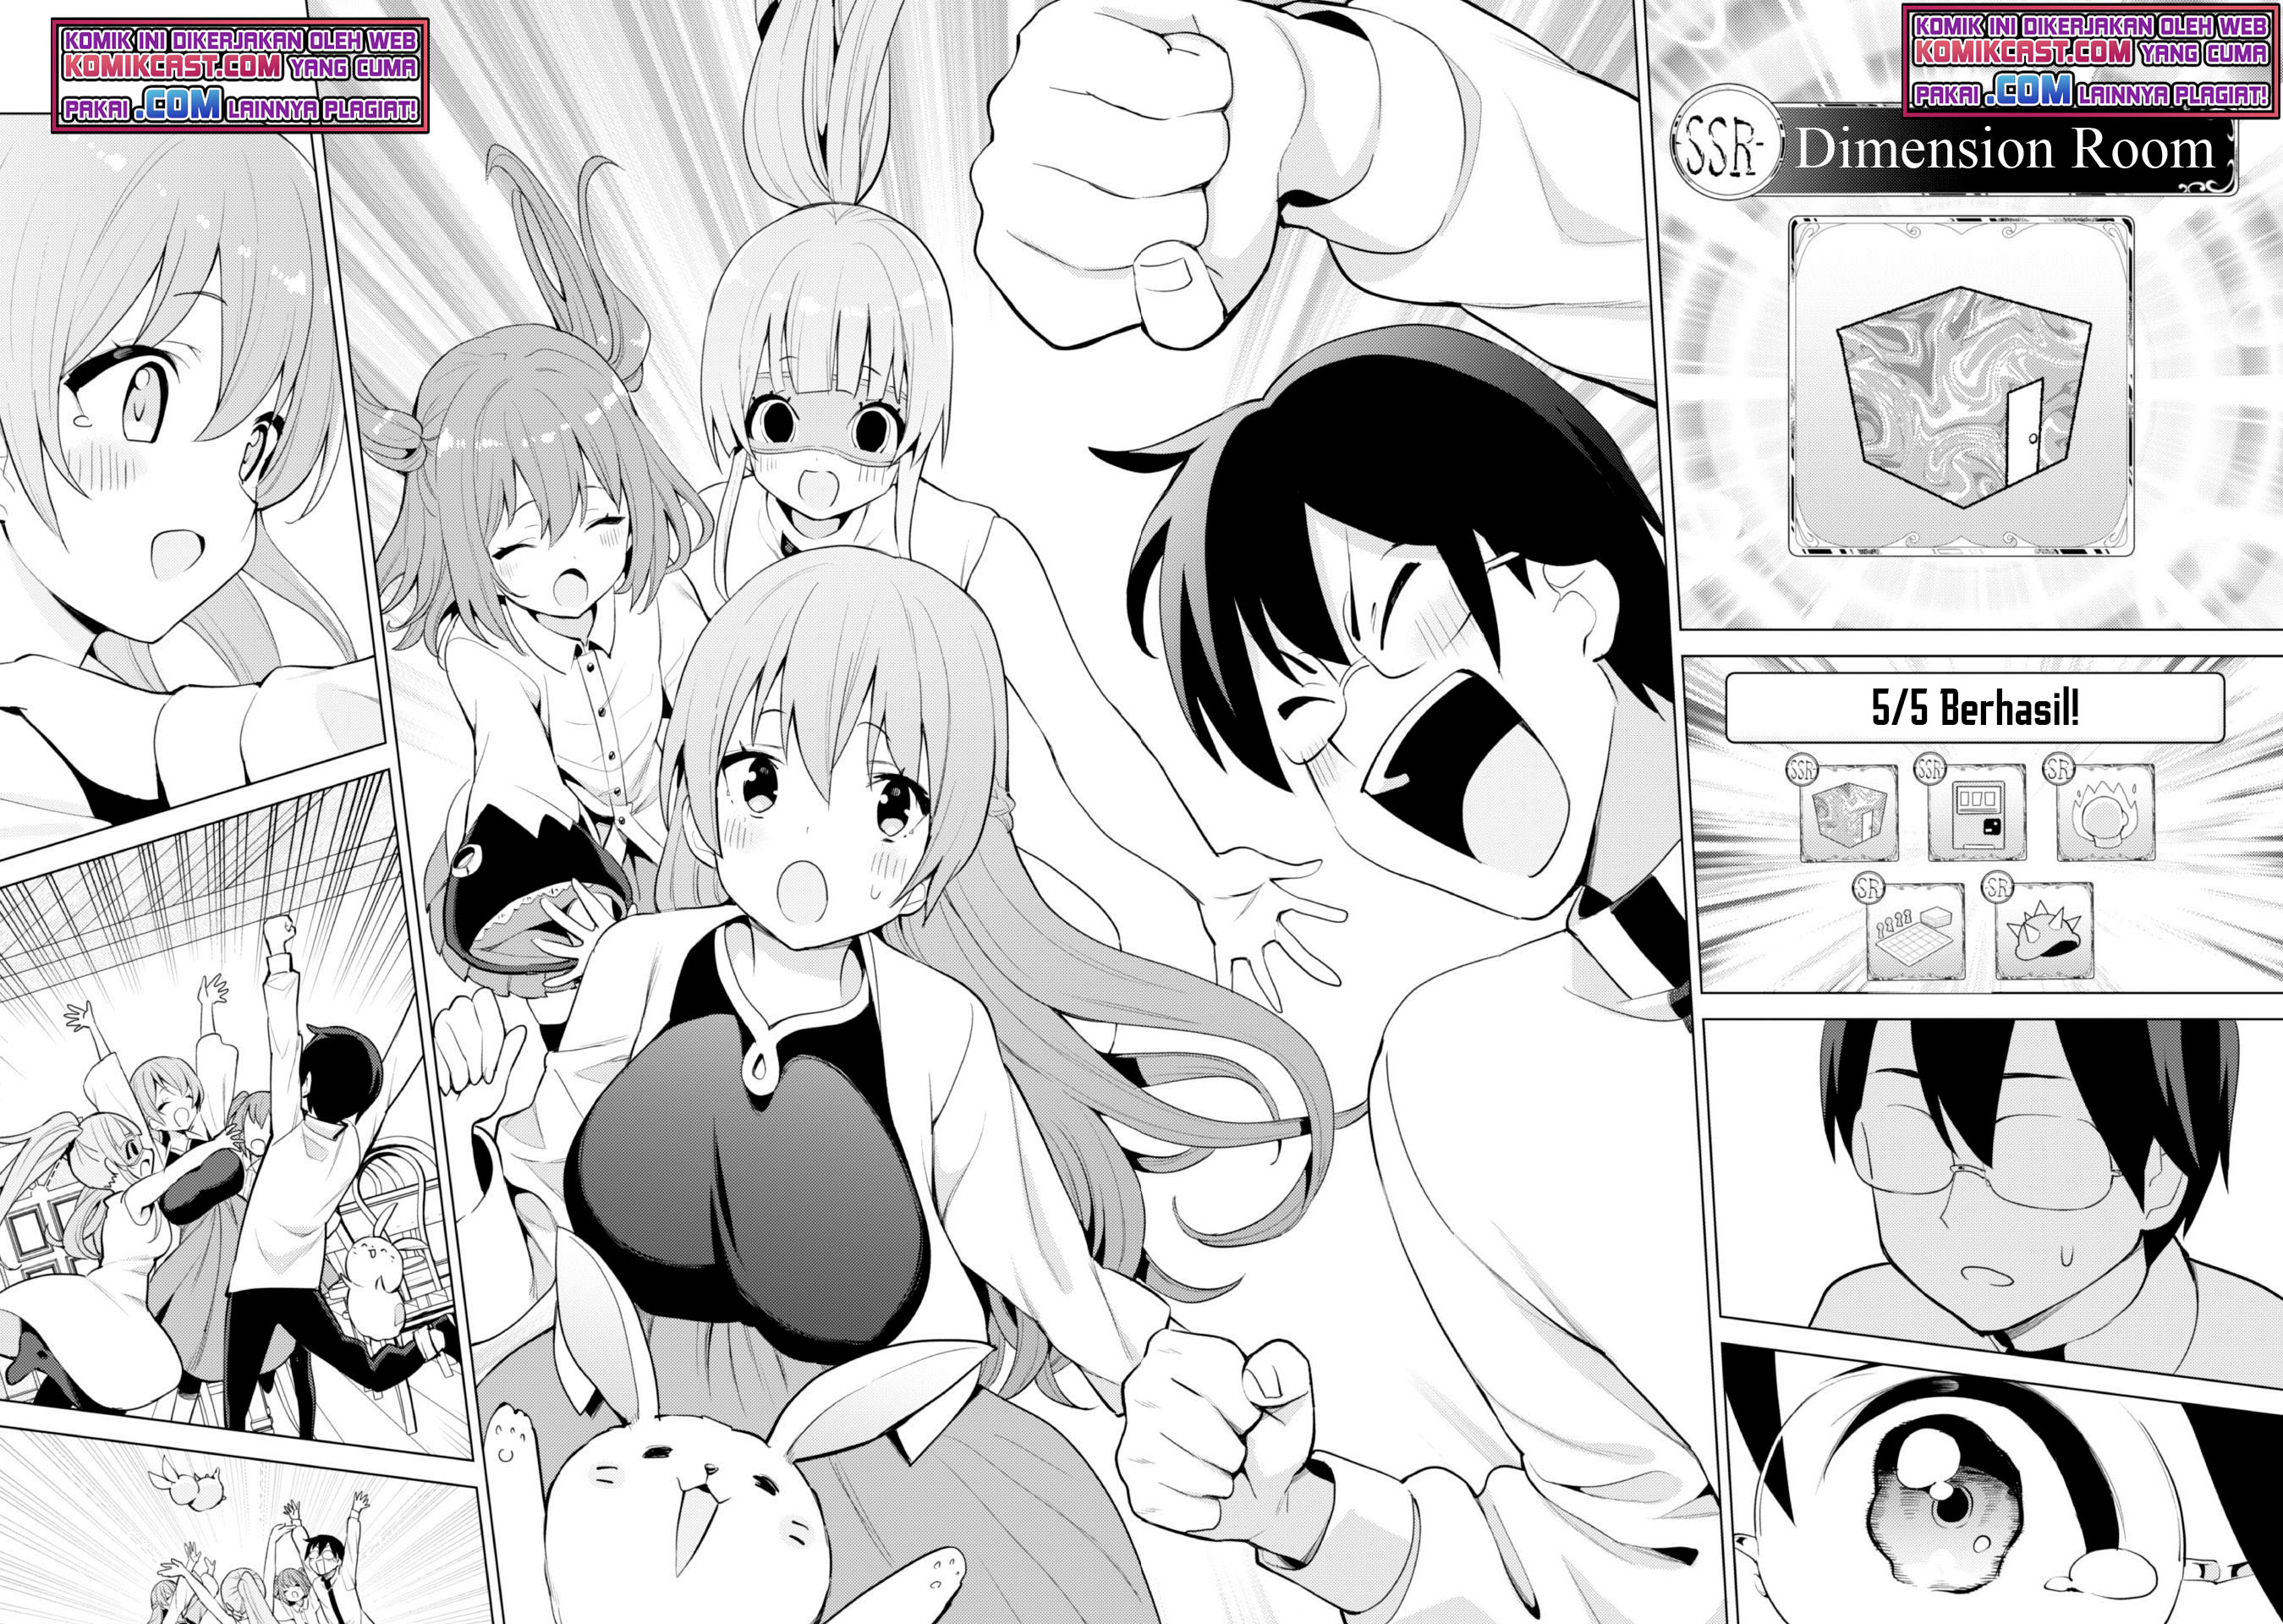 KOMIK INI DIKERJAKAN OLEH WEB
KOMIKCAST.COM YANG CUMA
PAKAI .COM LAINNYA PLAGIAT!
KOMIK INI DIKERJAKAN OLEH WEB
KOMIKCAST.COM YANG CUMA
PAKAI .COM LAINNYA PLAGIAT!
SSR Dimension Room
5/5 Berhasil!
SSR SSR SR
SR SR